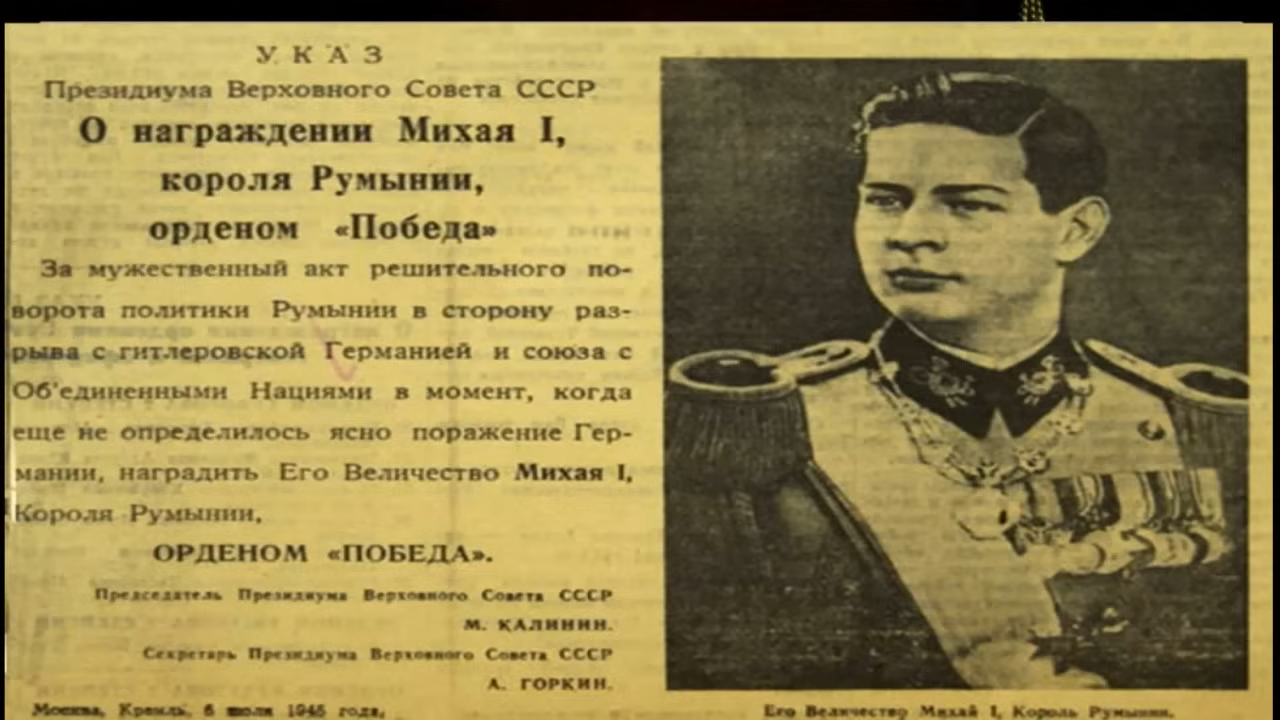 УКАЗ
Президиума Верховного Совета СССР
О награждении Михая I,
короля Румынии,
орденом «Победа»
За мужественный акт решительного по-
ворота политики Румынии в сторону раз-
рыва с гитлеровской Германией и союза с
Об'единенными Нациями в момент, когда
еще не определилось ясно поражение Гер-
мании, наградить Его Величество Михая I,
Короля Румынии,
ОРДЕНОМ «ПОБЕДА».
Председатель Президиума Верховного Совета СССР
М. КАЛИНИН.
Секретарь Президиума Верховного Совета СССР
А. ГОРКИН.
Москва, Кремль, 6 июля 1945 года,
Его Величество Михай I, Король Румынии.